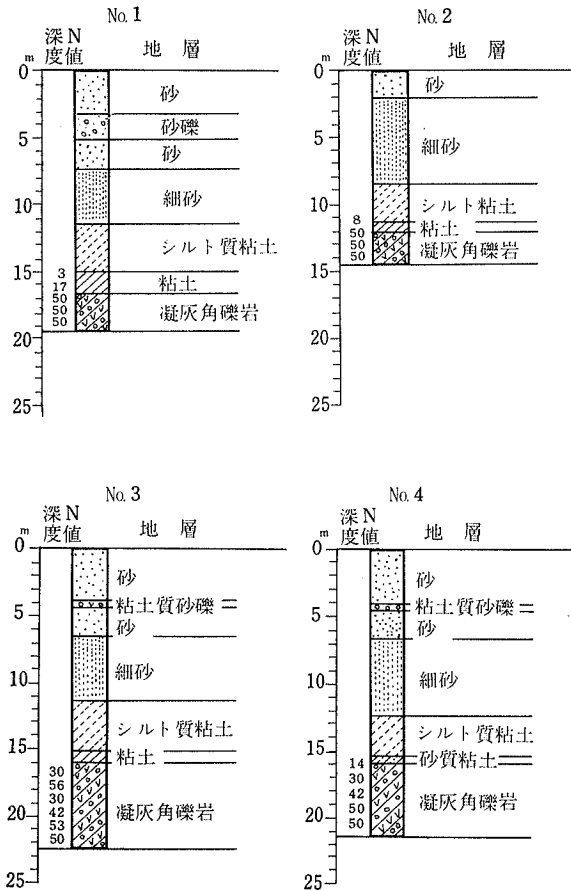 No. 1
深度 N値 地 層
m
0
砂
砂礫
5
砂
細砂
10
シルト質粘土
3
15
17
粘土
50
50
凝灰角礫岩
50
20
25
No. 2
深度 N値 地 層
m
0
砂
5
細砂
10
シルト粘土
8
粘土
50
50
凝灰角礫岩
50
15
20
25
No. 3
深度 N値 地 層
m
0
砂
粘土質砂礫
5
砂
細砂
10
シルト質粘土
15
粘土
30
56
30
42
凝灰角礫岩
53
50
20
25
No. 4
深度 N値 地 層
m
0
砂
粘土質砂礫
5
砂
細砂
10
シルト質粘土
15
砂質粘土
14
30
42
凝灰角礫岩
50
50
20
25